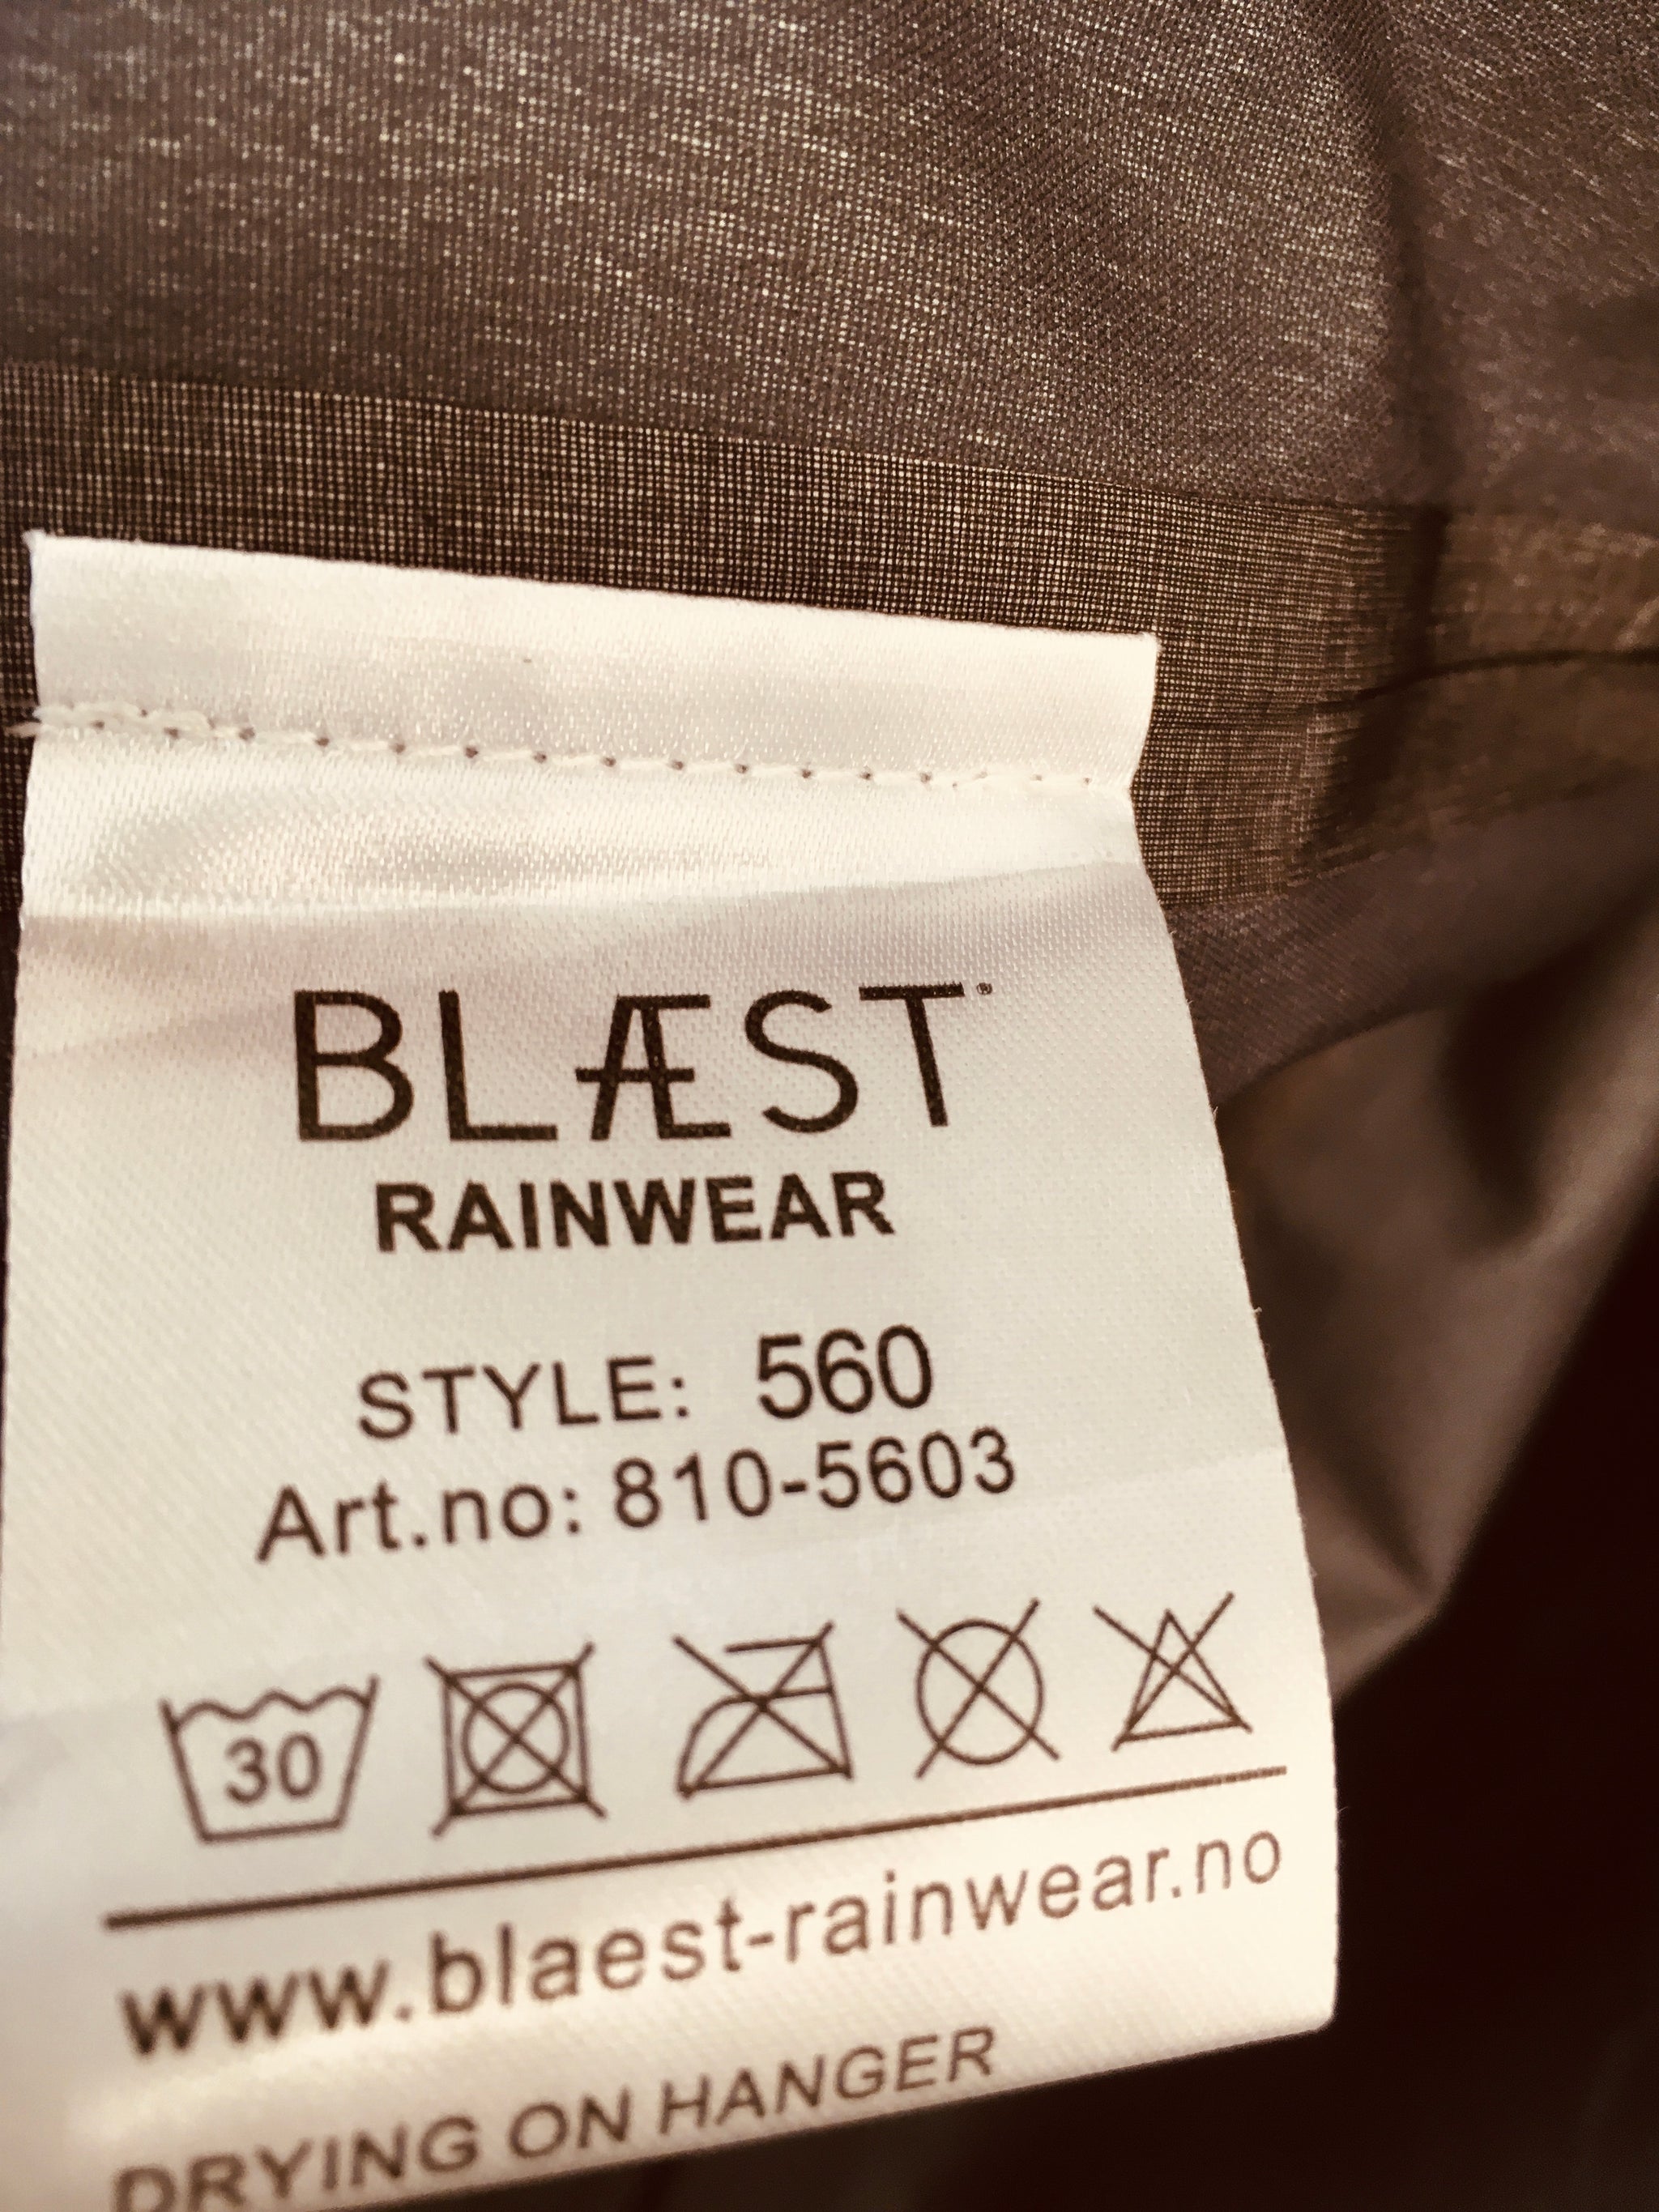 BLÆST®
RAINWEAR
STYLE: 560
Art.no: 810-5603
30
www.blaest-rainwear.no
DRYING ON HANGER